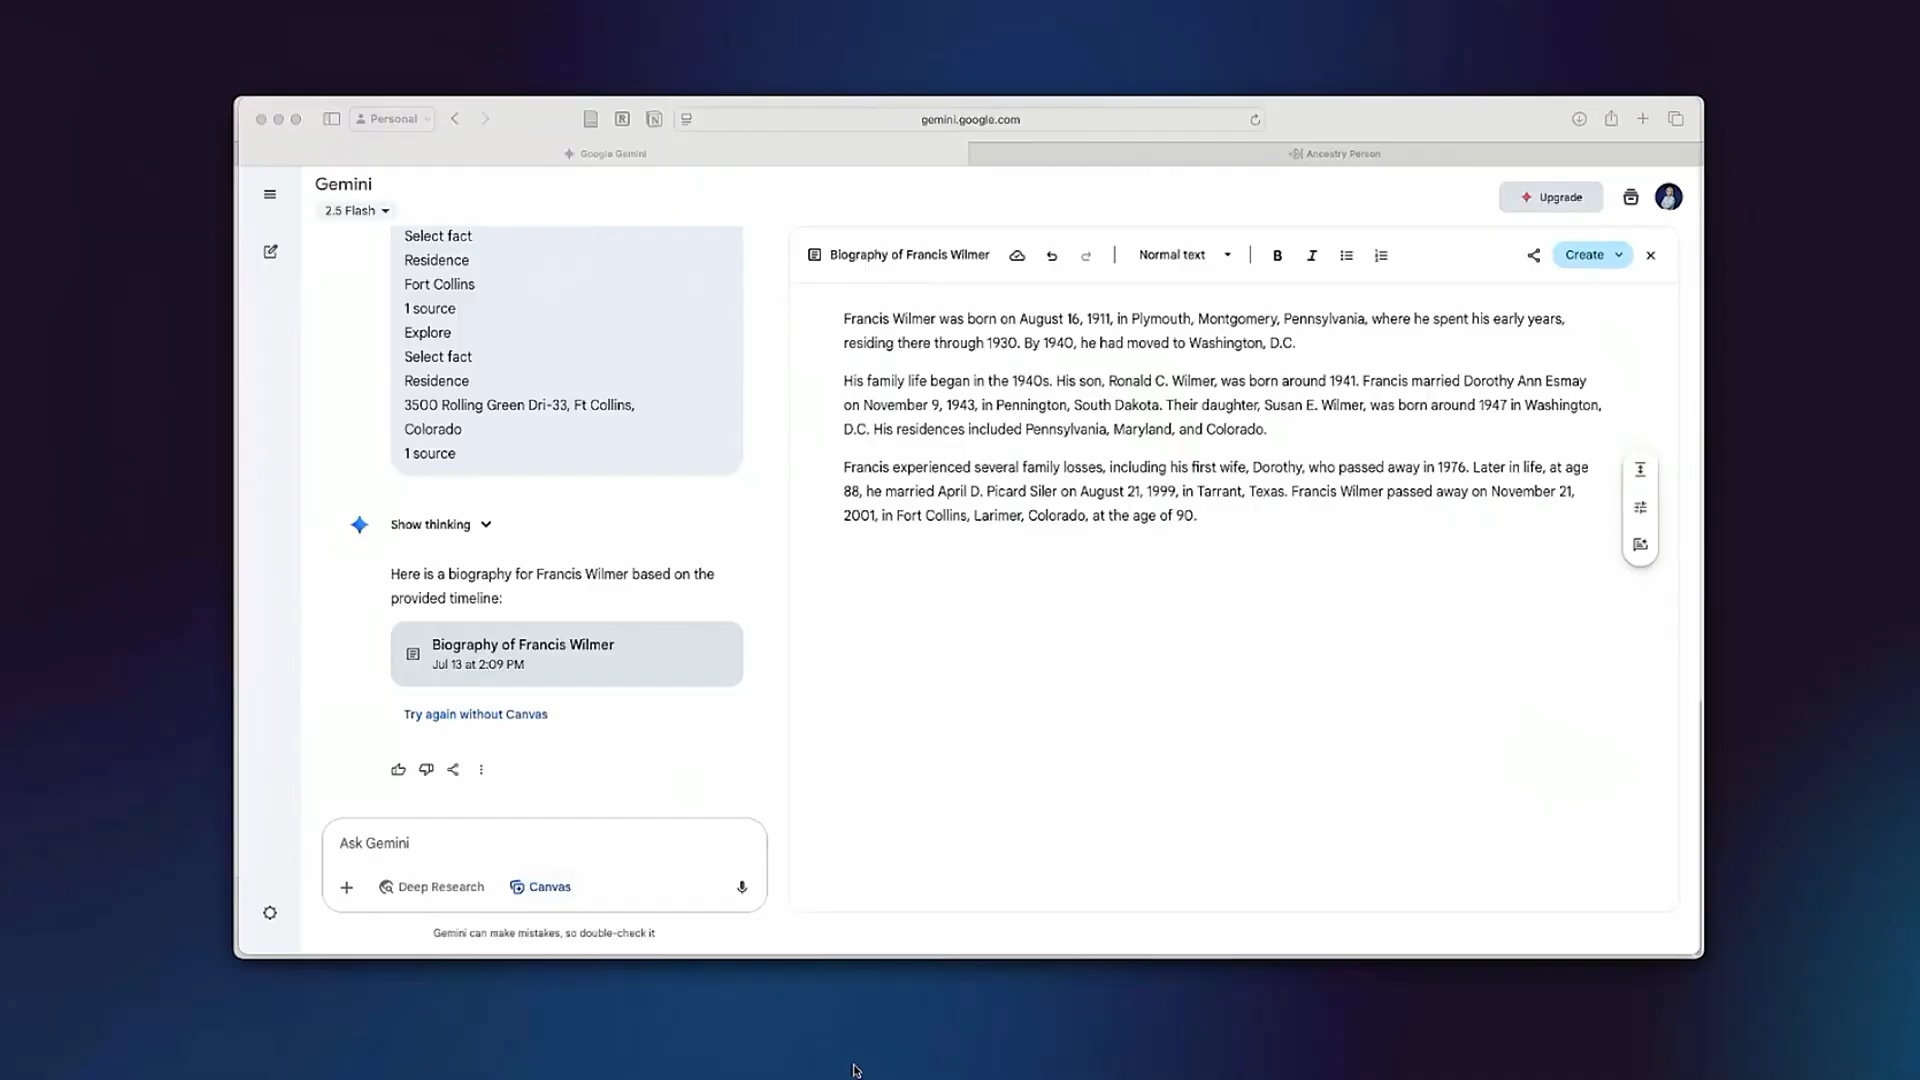 Personal
gemini.google.com
Google Gemini
Ancestry Person
Gemini
2.5 Flash
Upgrade
Select fact
Residence
Fort Collins
1 source
Explore
Select fact
Residence
3500 Rolling Green Dri-33, Ft Collins,
Colorado
1 source
Show thinking
Here is a biography for Francis Wilmer based on the
provided timeline:
Biography of Francis Wilmer
Jul 13 at 2:09 PM
Try again without Canvas
Ask Gemini
Deep Research
Canvas
Gemini can make mistakes, so double-check it
Biography of Francis Wilmer
Normal text
B
I
Create
Francis Wilmer was born on August 16, 1911, in Plymouth, Montgomery, Pennsylvania, where he spent his early years,
residing there through 1930. By 1940, he had moved to Washington, D.C.
His family life began in the 1940s. His son, Ronald C. Wilmer, was born around 1941. Francis married Dorothy Ann Esmay
on November 9, 1943, in Pennington, South Dakota. Their daughter, Susan E. Wilmer, was born around 1947 in Washington,
D.C. His residences included Pennsylvania, Maryland, and Colorado.
Francis experienced several family losses, including his first wife, Dorothy, who passed away in 1976. Later in life, at age
88, he married April D. Picard Siler on August 21, 1999, in Tarrant, Texas. Francis Wilmer passed away on November 21,
2001, in Fort Collins, Larimer, Colorado, at the age of 90.